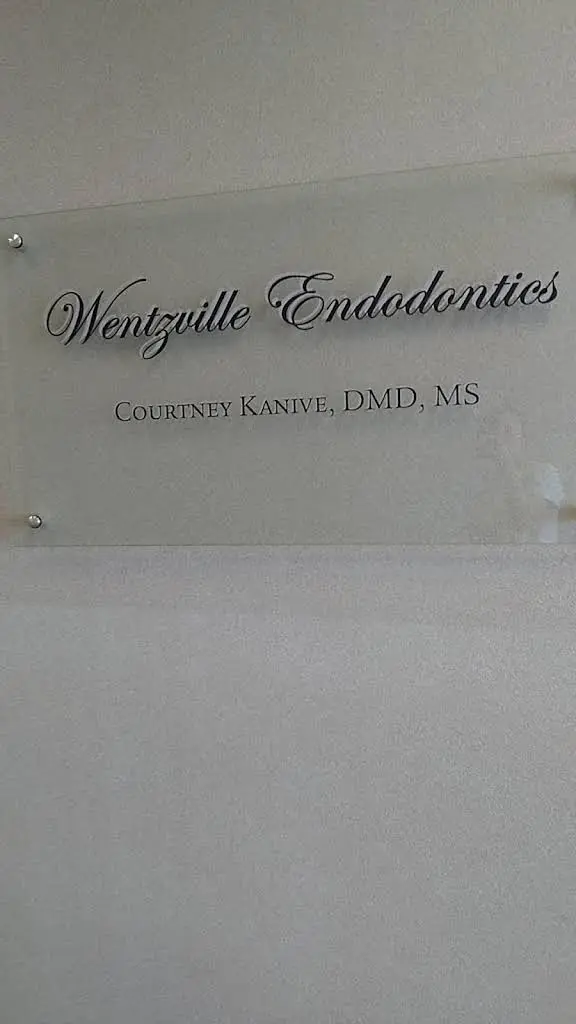 Wentzville Endodontics
Courtney Kanive, DMD, MS